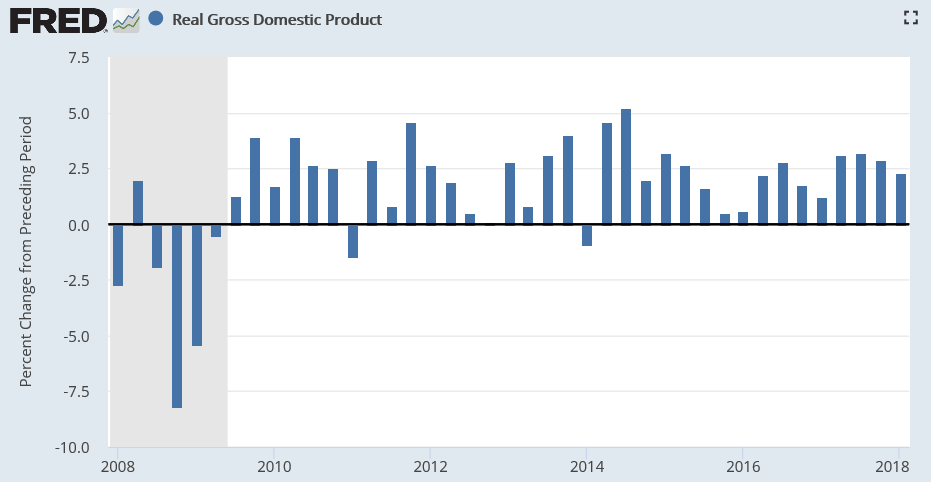 FRED
Real Gross Domestic Product
Percent Change from Preceding Period
7.5
5.0
2.5
0.0
-2.5
-5.0
-7.5
-10.0
2008 2010 2012 2014 2016 2018